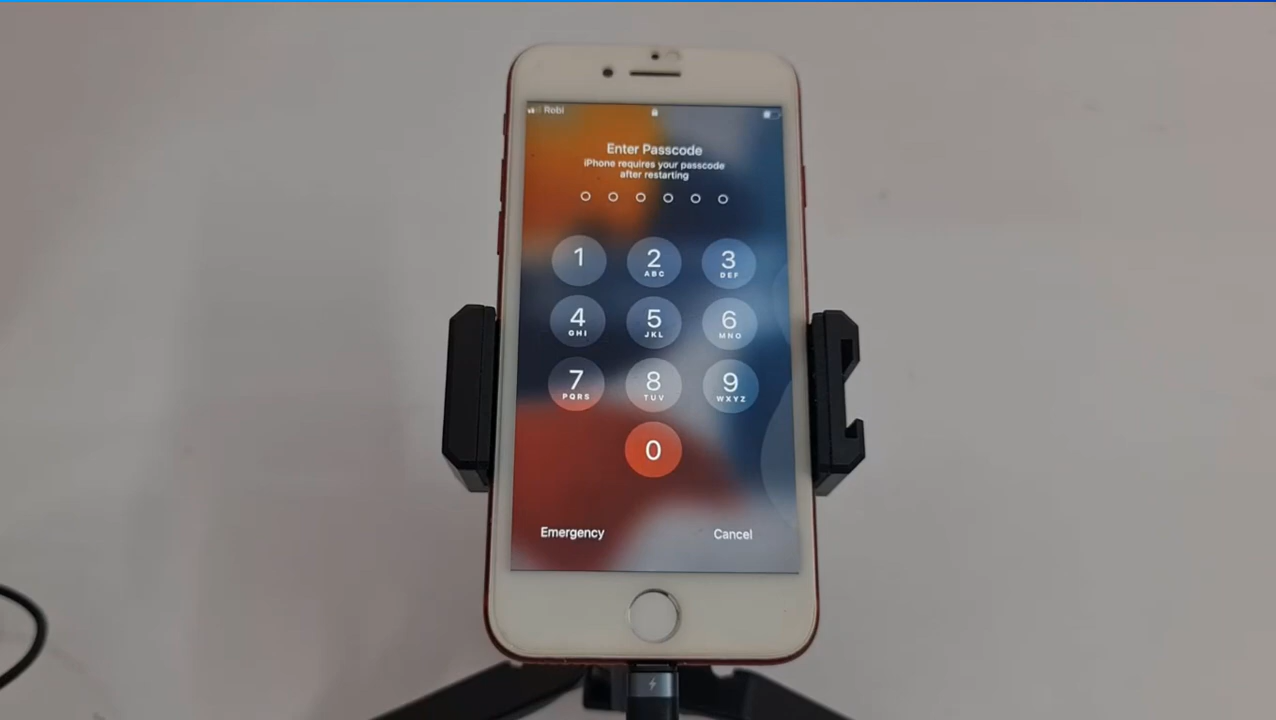 Robi
Enter Passcode
iPhone requires your passcode
after restarting
1
2
ABC
3
DEF
4
GHI
5
JKL
6
MNO
7
PQRS
8
TUV
9
WXYZ
0
Emergency
Cancel